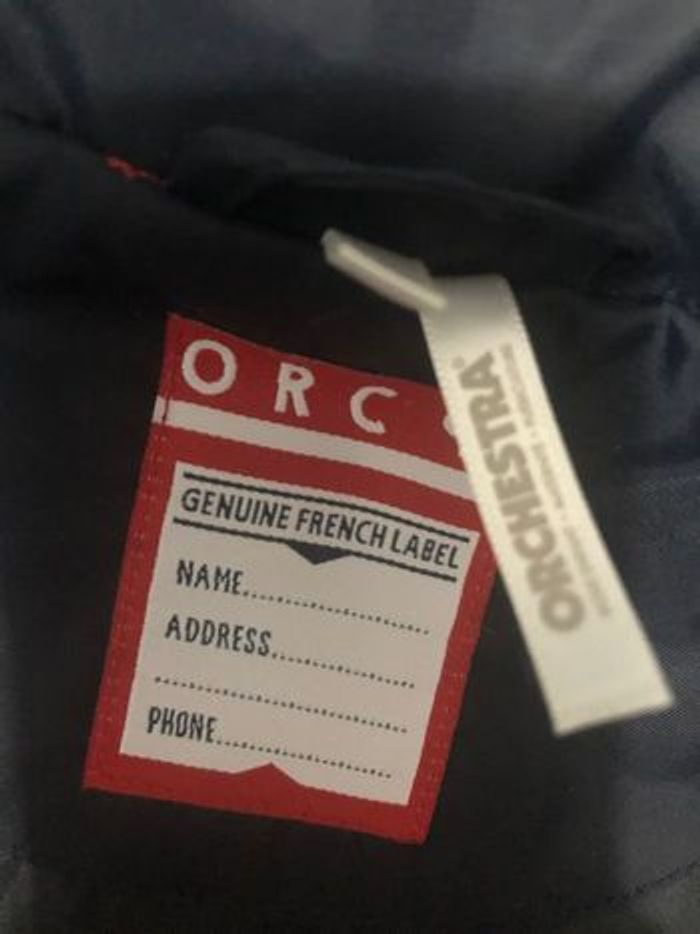 ORC
GENUINE FRENCH LABEL
NAME
ADDRESS
PHONE
ORCHESTRA®